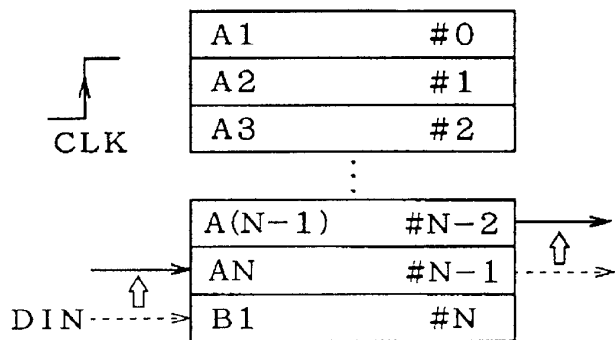 A1 #0
A2 #1
CLK
A3 #2
A(N-1) #N-2
AN #N-1
DIN B1 #N